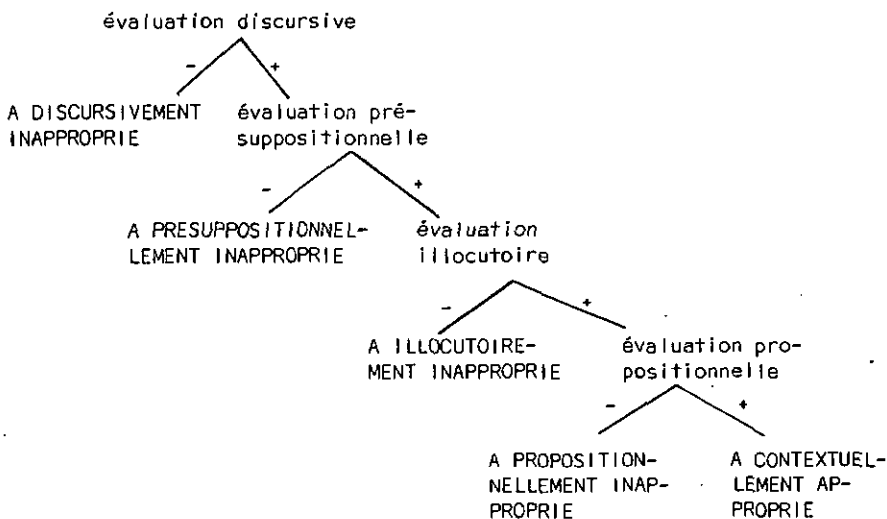 évaluation discursive
- +
A DISCURSIVEMENT
INAPPROPRIE
évaluation pré-
suppositionnelle
- +
A PRESUPPOSITIONNEL-
LEMENT INAPPROPRIE
évaluation
illocutoire
- +
A ILLOCUTOIRE-
MENT INAPPROPRIE
évaluation pro-
positionnelle
- +
A PROPOSITION-
NELLEMENT INAP-
PROPRIE
A CONTEXTUEL-
LEMENT AP-
PROPRIE